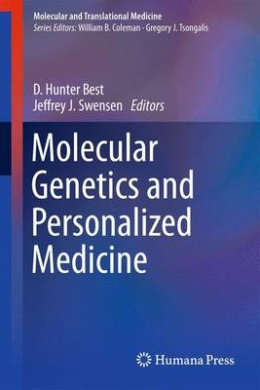 Molecular and Translational Medicine
Series Editors: William B. Coleman · Gregory J. Tsongalis
D. Hunter Best
Jeffrey J. Swensen Editors
Molecular
Genetics and
Personalized
Medicine
Humana Press